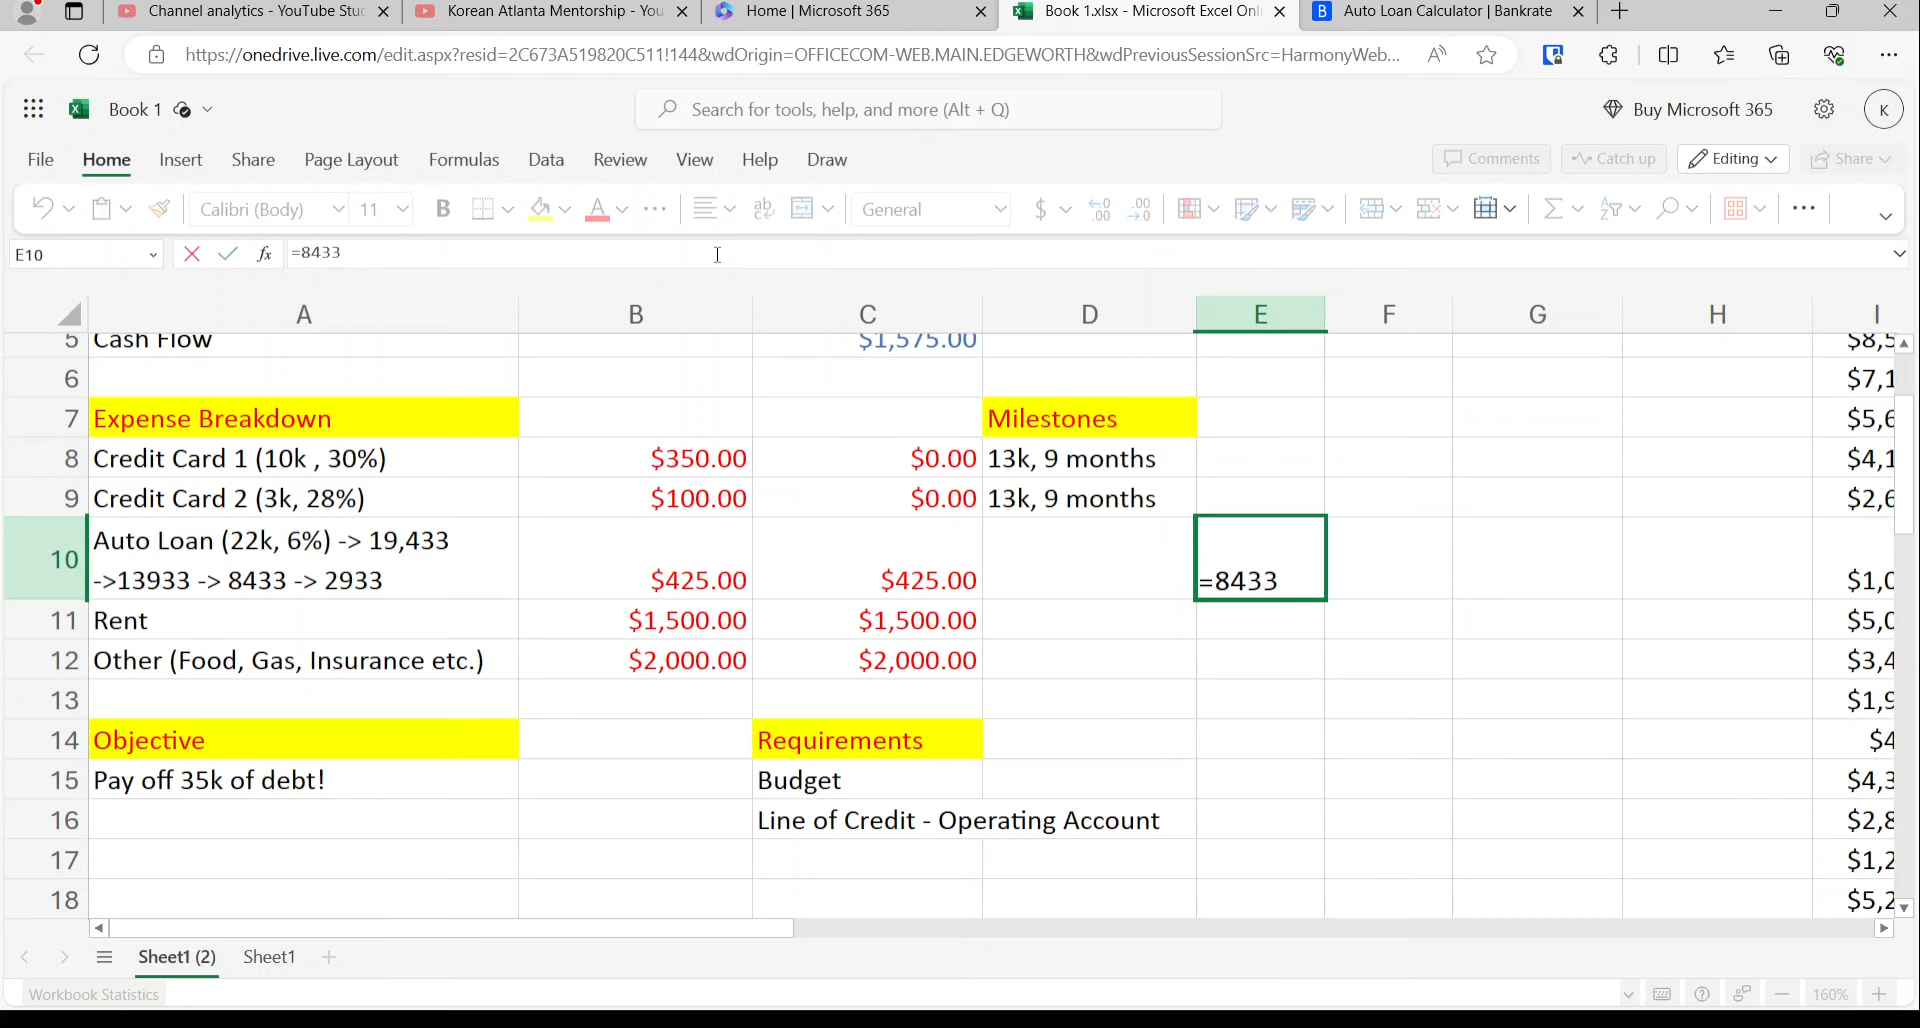 Channel analytics - YouTube Stuc
Korean Atlanta Mentorship - You
Home | Microsoft 365
Book 1.xlsx - Microsoft Excel Onli
Auto Loan Calculator | Bankrate
https://onedrive.live.com/edit.aspx?resid=2C673A519820C511!144&wdOrigin=OFFICECOM-WEB.MAIN.EDGEWORTH&wdPreviousSessionSrc=HarmonyWeb...
Book 1
Search for tools, help, and more (Alt + Q)
Buy Microsoft 365
K
File Home Insert Share Page Layout Formulas Data Review View Help Draw
Comments Catch up Editing Share
Calibri (Body) 11 B General
E10 fx =8433
A B C D E F G H I
5 Cash Flow $1,575.00 $8,5
6 $7,1
7 Expense Breakdown Milestones $5,6
8 Credit Card 1 (10k , 30%) $350.00 $0.00 13k, 9 months $4,1
9 Credit Card 2 (3k, 28%) $100.00 $0.00 13k, 9 months $2,6
Auto Loan (22k, 6%) -> 19,433
10 ->13933 -> 8433 -> 2933 $425.00 $425.00 =8433 $1,0
11 Rent $1,500.00 $1,500.00 $5,0
12 Other (Food, Gas, Insurance etc.) $2,000.00 $2,000.00 $3,4
13 $1,9
14 Objective Requirements $4
15 Pay off 35k of debt! Budget $4,3
16 Line of Credit - Operating Account $2,8
17 $1,2
18 $5,2
Sheet1 (2) Sheet1
Workbook Statistics 160%